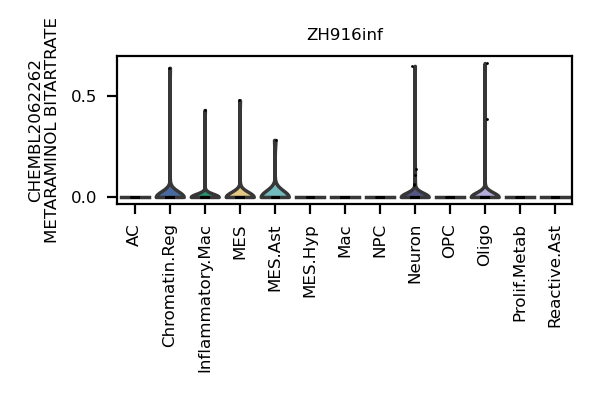 ZH916inf
CHEMBL2062262
METARAMINOL BITARTRATE
0.5
0.0
AC
Chromatin.Reg
Inflammatory.Mac
MES
MES.Ast
MES.Hyp
Mac
NPC
Neuron
OPC
Oligo
Prolif.Metab
Reactive.Ast